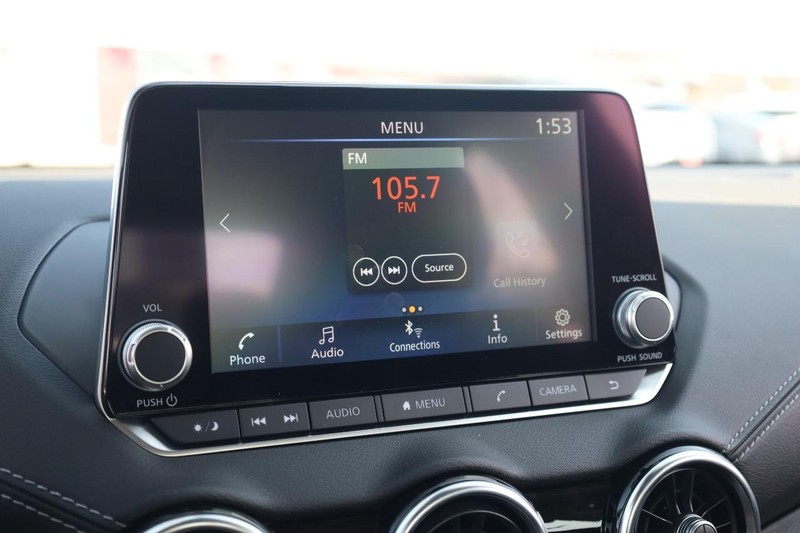 MENU
1:53
FM
105.7
FM
Source
Call History
Phone
Audio
Connections
Info
Settings
VOL
PUSH
TUNE·SCROLL
PUSH SOUND
AUDIO
MENU
CAMERA